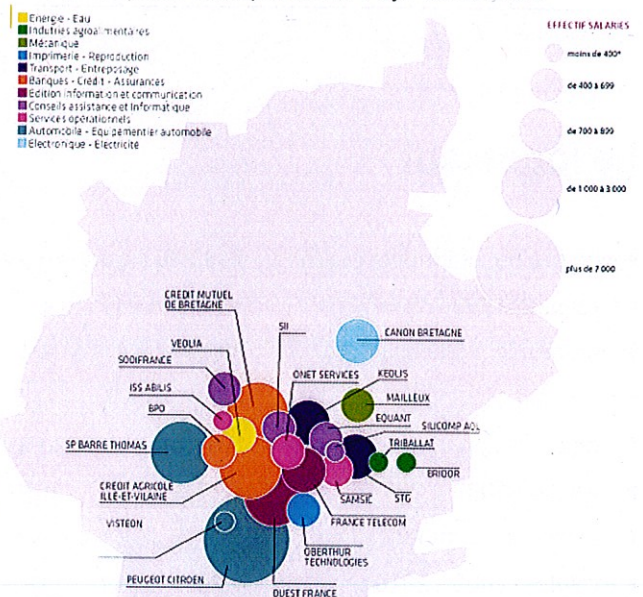 Energie - Eau
Indutries agroalimentaires
Mécanique
Imprimerie - Reproduction
Transport - Entreposage
Banques - Crédit - Assurances
Edition information et communication
Conseils assistance et Informatique
Services opérationnels
Automobile - Equipementier automobile
Electronique - Electricité
EFFECTIF SALARIES
moins de 400*
de 400 à 699
de 700 à 899
de 1 000 à 3 000
plus de 7 000
CREDIT MUTUEL
DE BRETAGNE
SII
CANON BRETAGNE
VEOLIA
SODIFRANCE
ONET SERVICES
KEOLIS
ISS ABILIS
MAILLEUX
BPO
EQUANT
SILICOMP AQL
SP BARRE THOMAS
TRIBALLAT
BRIDOR
CREDIT AGRICOLE
ILLE-ET-VILAINE
SAMSIC
STG
VISTEON
FRANCE TELECOM
OBERTHUR
TECHNOLOGIES
PEUGEOT CITROEN
OUEST FRANCE